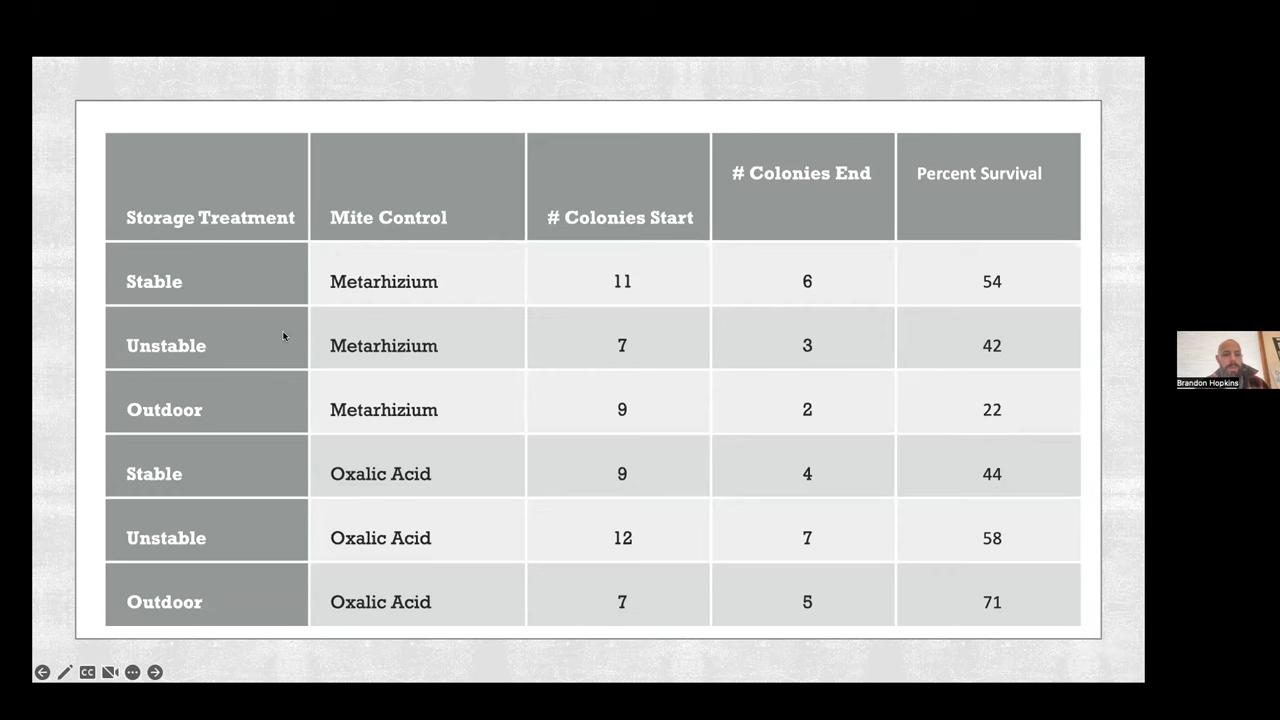 # Colonies End Percent Survival
Storage Treatment Mite Control # Colonies Start
Stable Metarhizium 11 6 54
Unstable Metarhizium 7 3 42
Outdoor Metarhizium 9 2 22
Stable Oxalic Acid 9 4 44
Unstable Oxalic Acid 12 7 58
Outdoor Oxalic Acid 7 5 71
Brandon Hopkins
CC